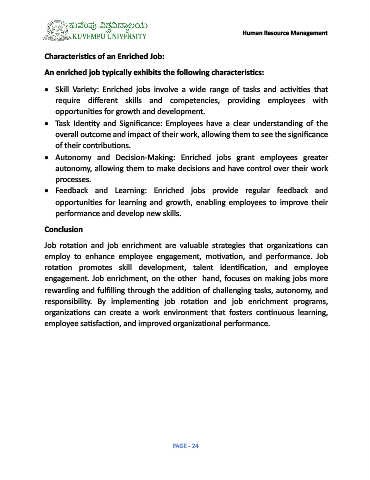 ಕುವೆಂಪು ವಿಶ್ವವಿದ್ಯಾಲಯ
KUVEMPU UNIVERSITY
Human Resource Management
Characteristics of an Enriched Job:
An enriched job typically exhibits the following characteristics:
• Skill Variety: Enriched jobs involve a wide range of tasks and activities that
require different skills and competencies, providing employees with
opportunities for growth and development.
• Task Identity and Significance: Employees have a clear understanding of the
overall outcome and impact of their work, allowing them to see the significance
of their contributions.
• Autonomy and Decision-Making: Enriched jobs grant employees greater
autonomy, allowing them to make decisions and have control over their work
processes.
• Feedback and Learning: Enriched jobs provide regular feedback and
opportunities for learning and growth, enabling employees to improve their
performance and develop new skills.
Conclusion
Job rotation and job enrichment are valuable strategies that organizations can
employ to enhance employee engagement, motivation, and performance. Job
rotation promotes skill development, talent identification, and employee
engagement. Job enrichment, on the other hand, focuses on making jobs more
rewarding and fulfilling through the addition of challenging tasks, autonomy, and
responsibility. By implementing job rotation and job enrichment programs,
organizations can create a work environment that fosters continuous learning,
employee satisfaction, and improved organizational performance.
PAGE - 24